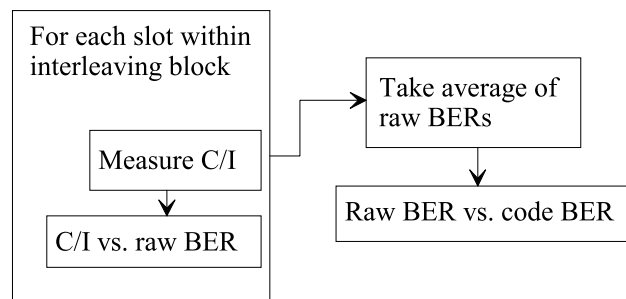 For each slot within
interleaving block
Measure C/I
C/I vs. raw BER
Take average of
raw BERs
Raw BER vs. code BER